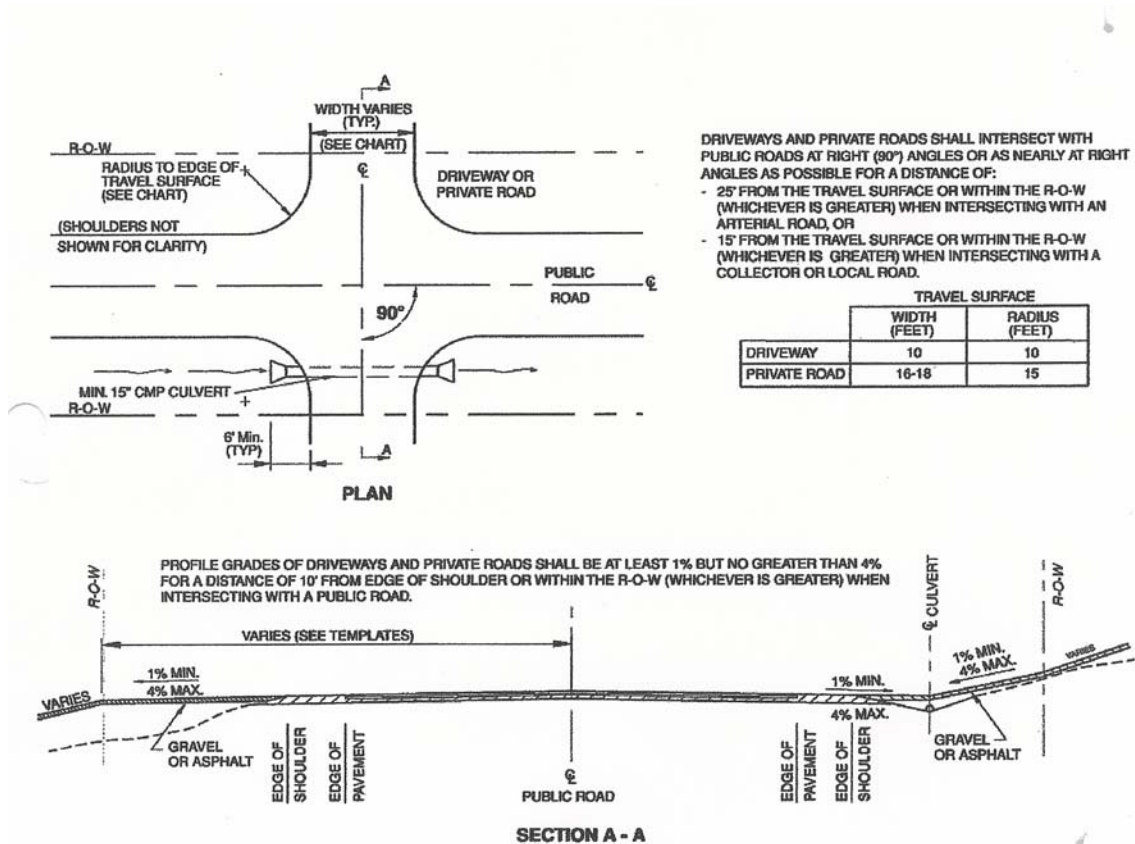 A
WIDTH VARIES
(TYP.)
(SEE CHART)
R-O-W
RADIUS TO EDGE OF
TRAVEL SURFACE
(SEE CHART)
℄
DRIVEWAY OR
PRIVATE ROAD
(SHOULDERS NOT
SHOWN FOR CLARITY)
PUBLIC
ROAD
℄
90°
MIN. 15" CMP CULVERT
R-O-W
6' Min.
(TYP)
A
PLAN
DRIVEWAYS AND PRIVATE ROADS SHALL INTERSECT WITH
PUBLIC ROADS AT RIGHT (90°) ANGLES OR AS NEARLY AT RIGHT
ANGLES AS POSSIBLE FOR A DISTANCE OF:
- 25' FROM THE TRAVEL SURFACE OR WITHIN THE R-O-W
(WHICHEVER IS GREATER) WHEN INTERSECTING WITH AN
ARTERIAL ROAD, OR
- 15' FROM THE TRAVEL SURFACE OR WITHIN THE R-O-W
(WHICHEVER IS GREATER) WHEN INTERSECTING WITH A
COLLECTOR OR LOCAL ROAD.
TRAVEL SURFACE
WIDTH (FEET) RADIUS (FEET)
DRIVEWAY 10 10
PRIVATE ROAD 16-18 15
PROFILE GRADES OF DRIVEWAYS AND PRIVATE ROADS SHALL BE AT LEAST 1% BUT NO GREATER THAN 4%
FOR A DISTANCE OF 10' FROM EDGE OF SHOULDER OR WITHIN THE R-O-W (WHICHEVER IS GREATER) WHEN
INTERSECTING WITH A PUBLIC ROAD.
R-O-W
VARIES (SEE TEMPLATES)
℄ CULVERT
R-O-W
VARIES
1% MIN.
4% MAX.
1% MIN.
4% MAX.
1% MIN.
4% MAX.
VARIES
GRAVEL
OR ASPHALT
EDGE OF
SHOULDER
EDGE OF
PAVEMENT
℄
PUBLIC ROAD
EDGE OF
PAVEMENT
EDGE OF
SHOULDER
GRAVEL
OR ASPHALT
SECTION A - A